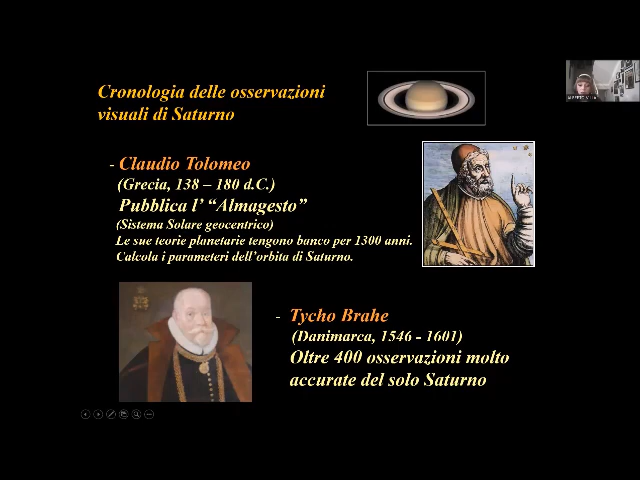 Cronologia delle osservazioni
visuali di Saturno
- Claudio Tolomeo
(Grecia, 138 – 180 d.C.)
Pubblica l' “Almagesto”
(Sistema Solare geocentrico)
Le sue teorie planetarie tengono banco per 1300 anni.
Calcola i parameteri dell'orbita di Saturno.
- Tycho Brahe
(Danimarca, 1546 - 1601)
Oltre 400 osservazioni molto
accurate del solo Saturno